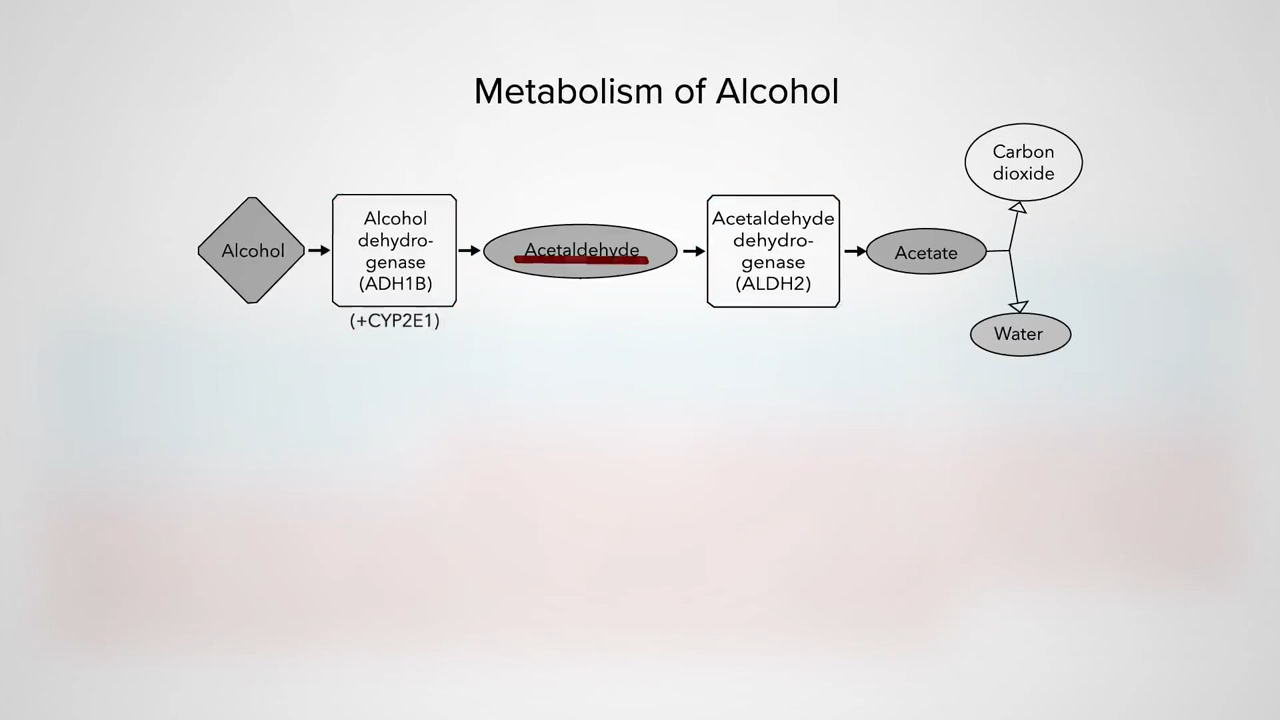 Metabolism of Alcohol
Alcohol
Alcohol
dehydro-
genase
(ADH1B)
(+CYP2E1)
Acetaldehyde
Acetaldehyde
dehydro-
genase
(ALDH2)
Acetate
Carbon
dioxide
Water